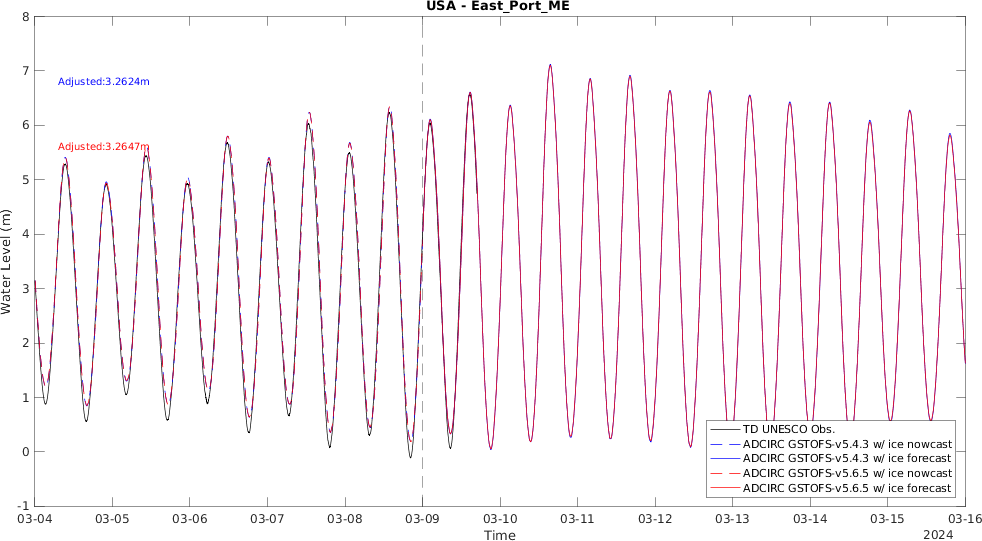 USA - East_Port_ME
8
7
6
5
4
3
2
1
0
-1
Water Level (m)
Adjusted:3.2624m
Adjusted:3.2647m
TD UNESCO Obs.
ADCIRC GSTOFS-v5.4.3 w/ ice nowcast
ADCIRC GSTOFS-v5.4.3 w/ ice forecast
ADCIRC GSTOFS-v5.6.5 w/ ice nowcast
ADCIRC GSTOFS-v5.6.5 w/ ice forecast
03-04 03-05 03-06 03-07 03-08 03-09 03-10 03-11 03-12 03-13 03-14 03-15 03-16
Time
2024